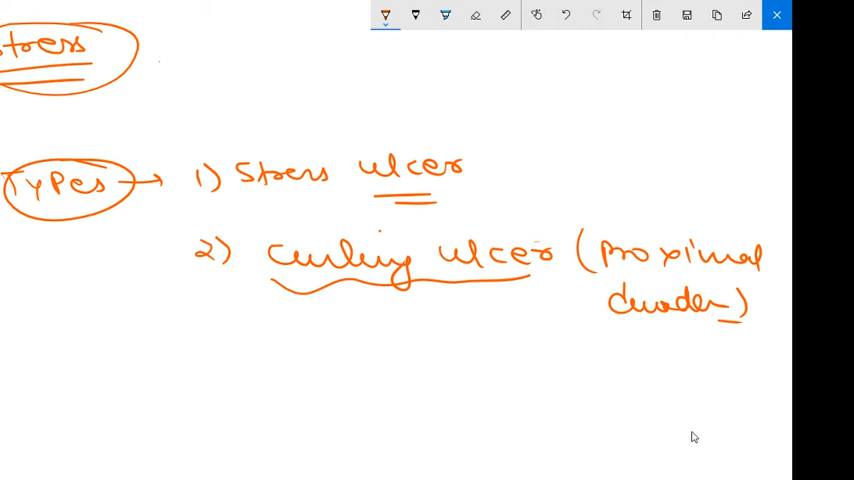 Stress
Types → 1) Stress ulcer
2) Curling ulcer (proximal
duoden)